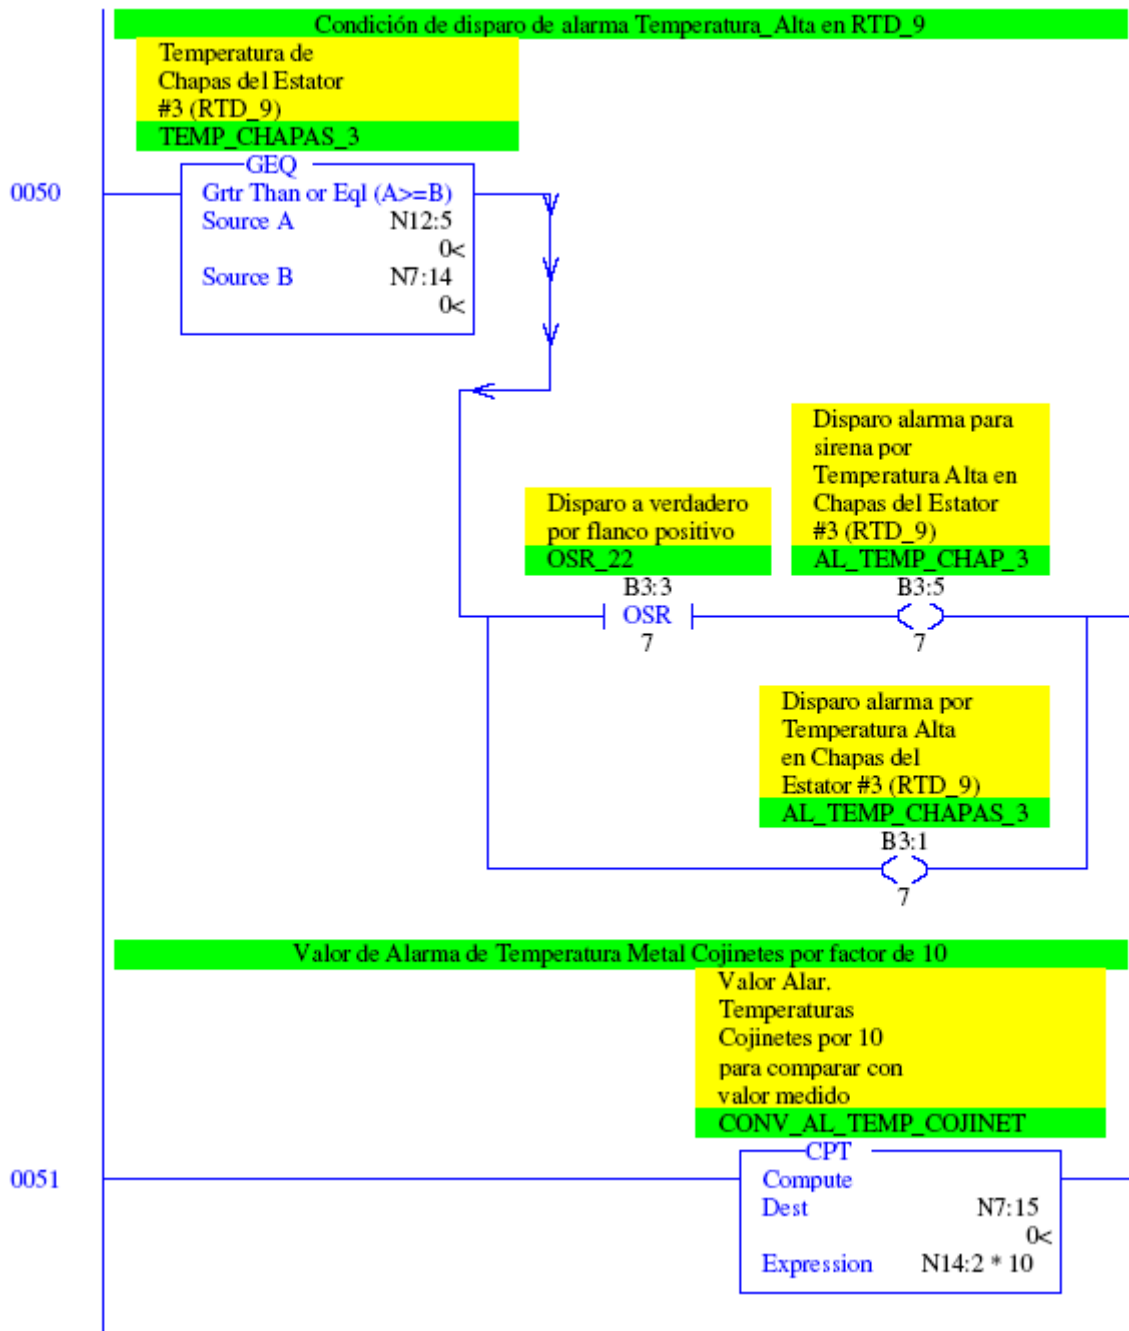 Condición de disparo de alarma Temperatura_Alta en RTD_9
Temperatura de
Chapas del Estator
#3 (RTD_9)
TEMP_CHAPAS_3
GEQ
0050
Grtr Than or Eql (A>=B)
Source A N12:5
0<
Source B N7:14
0<
Disparo alarma para
sirena por
Temperatura Alta en
Chapas del Estator
#3 (RTD_9)
AL_TEMP_CHAP_3
Disparo a verdadero
por flanco positivo
OSR_22
B3:3
OSR
7
B3:5
7
Disparo alarma por
Temperatura Alta
en Chapas del
Estator #3 (RTD_9)
AL_TEMP_CHAPAS_3
B3:1
7
Valor de Alarma de Temperatura Metal Cojinetes por factor de 10
Valor Alar.
Temperaturas
Cojinetes por 10
para comparar con
valor medido
CONV_AL_TEMP_COJINET
CPT
0051
Compute
Dest N7:15
0<
Expression N14:2 * 10